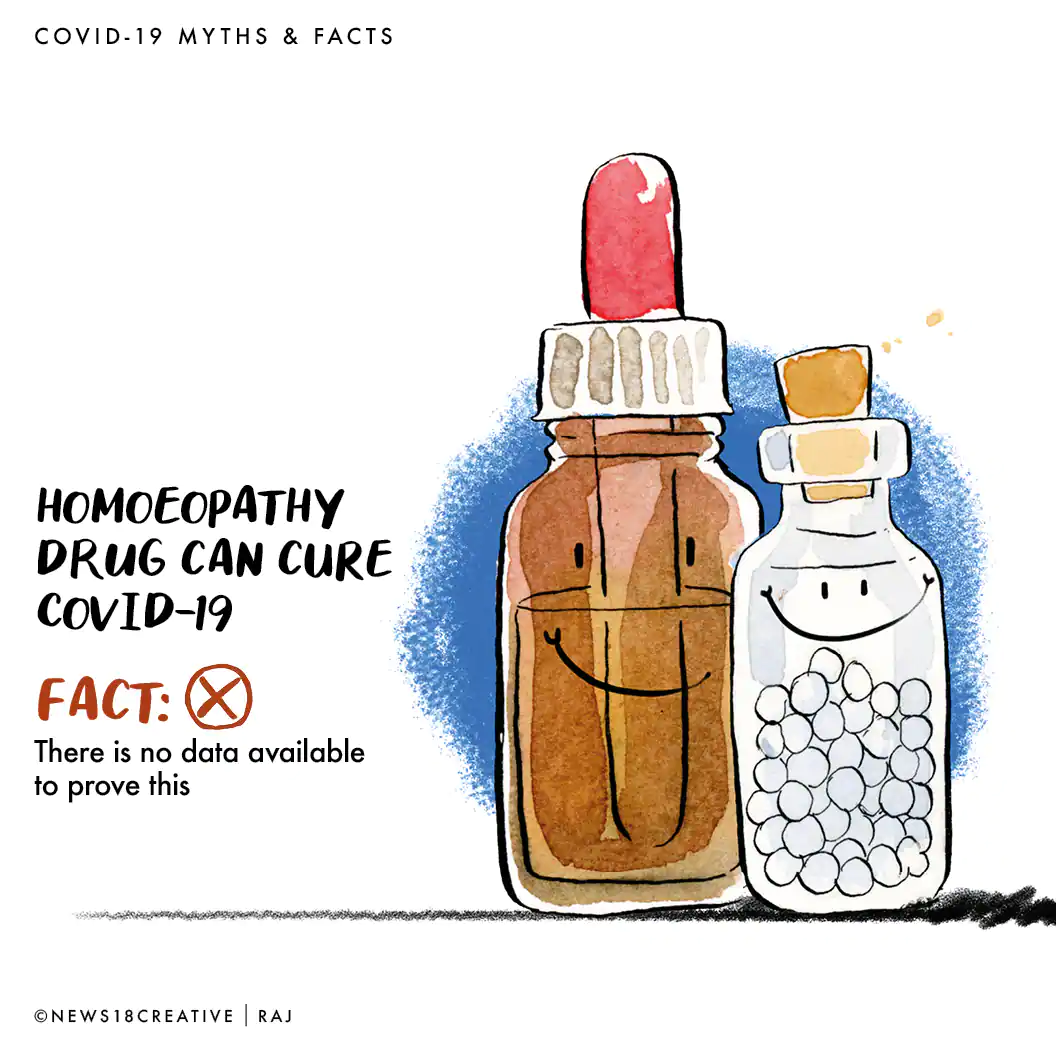 COVID-19 MYTHS & FACTS
HOMOEOPATHY
DRUG CAN CURE
COVID-19
FACT:
There is no data available
to prove this
©NEWS18CREATIVE | RAJ